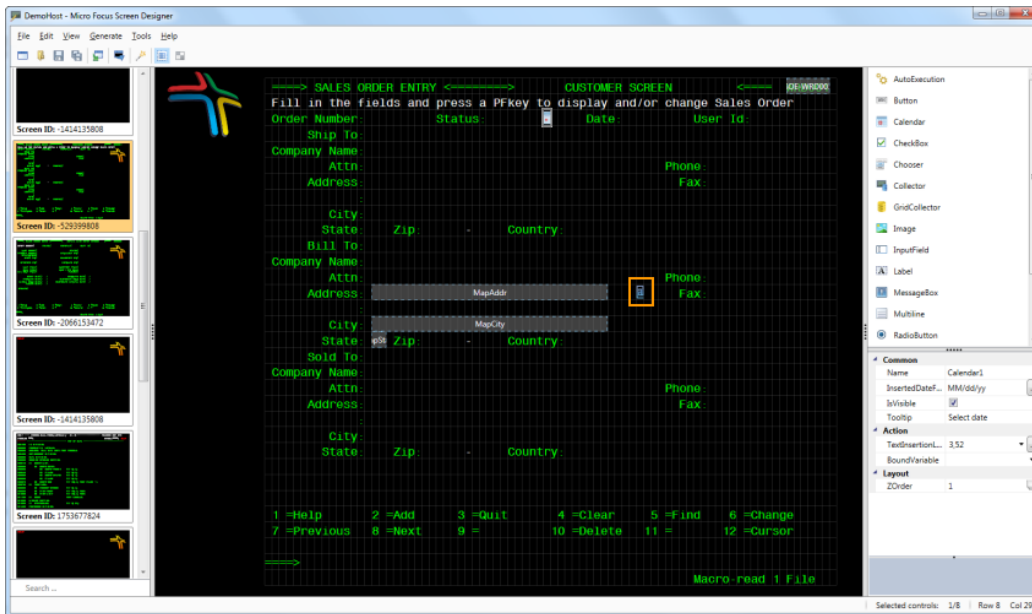 DemoHost - Micro Focus Screen Designer
File Edit View Generate Tools Help
Screen ID: -1414135808
Screen ID: -529399808
Screen ID: -2066153472
Screen ID: -1414135808
Screen ID: 1753677824
Search ...
====> SALES ORDER ENTRY <=======> CUSTOMER SCREEN <====
Fill in the fields and press a PFkey to display and/or change Sales Order
Order Number: Status: Date: User Id:
Ship To:
Company Name:
Attn: Phone:
Address: Fax:
:
City:
State: Zip: - Country:
Bill To:
Company Name:
Attn: Phone:
Address: MapAddr Fax:
:
City: MapCity
State: Zip: - Country:
Sold To:
Company Name:
Attn: Phone:
Address: Fax:
:
City:
State: Zip: - Country:
1 =Help 2 =Add 3 =Quit 4 =Clear 5 =Find 6 =Change
7 =Previous 8 =Next 9 = 10 =Delete 11 = 12 =Cursor
====>
Macro-read 1 File
AutoExecution
Button
Calendar
CheckBox
Chooser
Collector
GridCollector
Image
InputField
Label
MessageBox
Multiline
RadioButton
Common
Name Calendar1
InsertedDateF... MM/dd/yy
IsVisible
Tooltip Select date
Action
TextInsertionL... 3,52
BoundVariable
Layout
ZOrder 1
Selected controls: 1/8 Row 8 Col 28